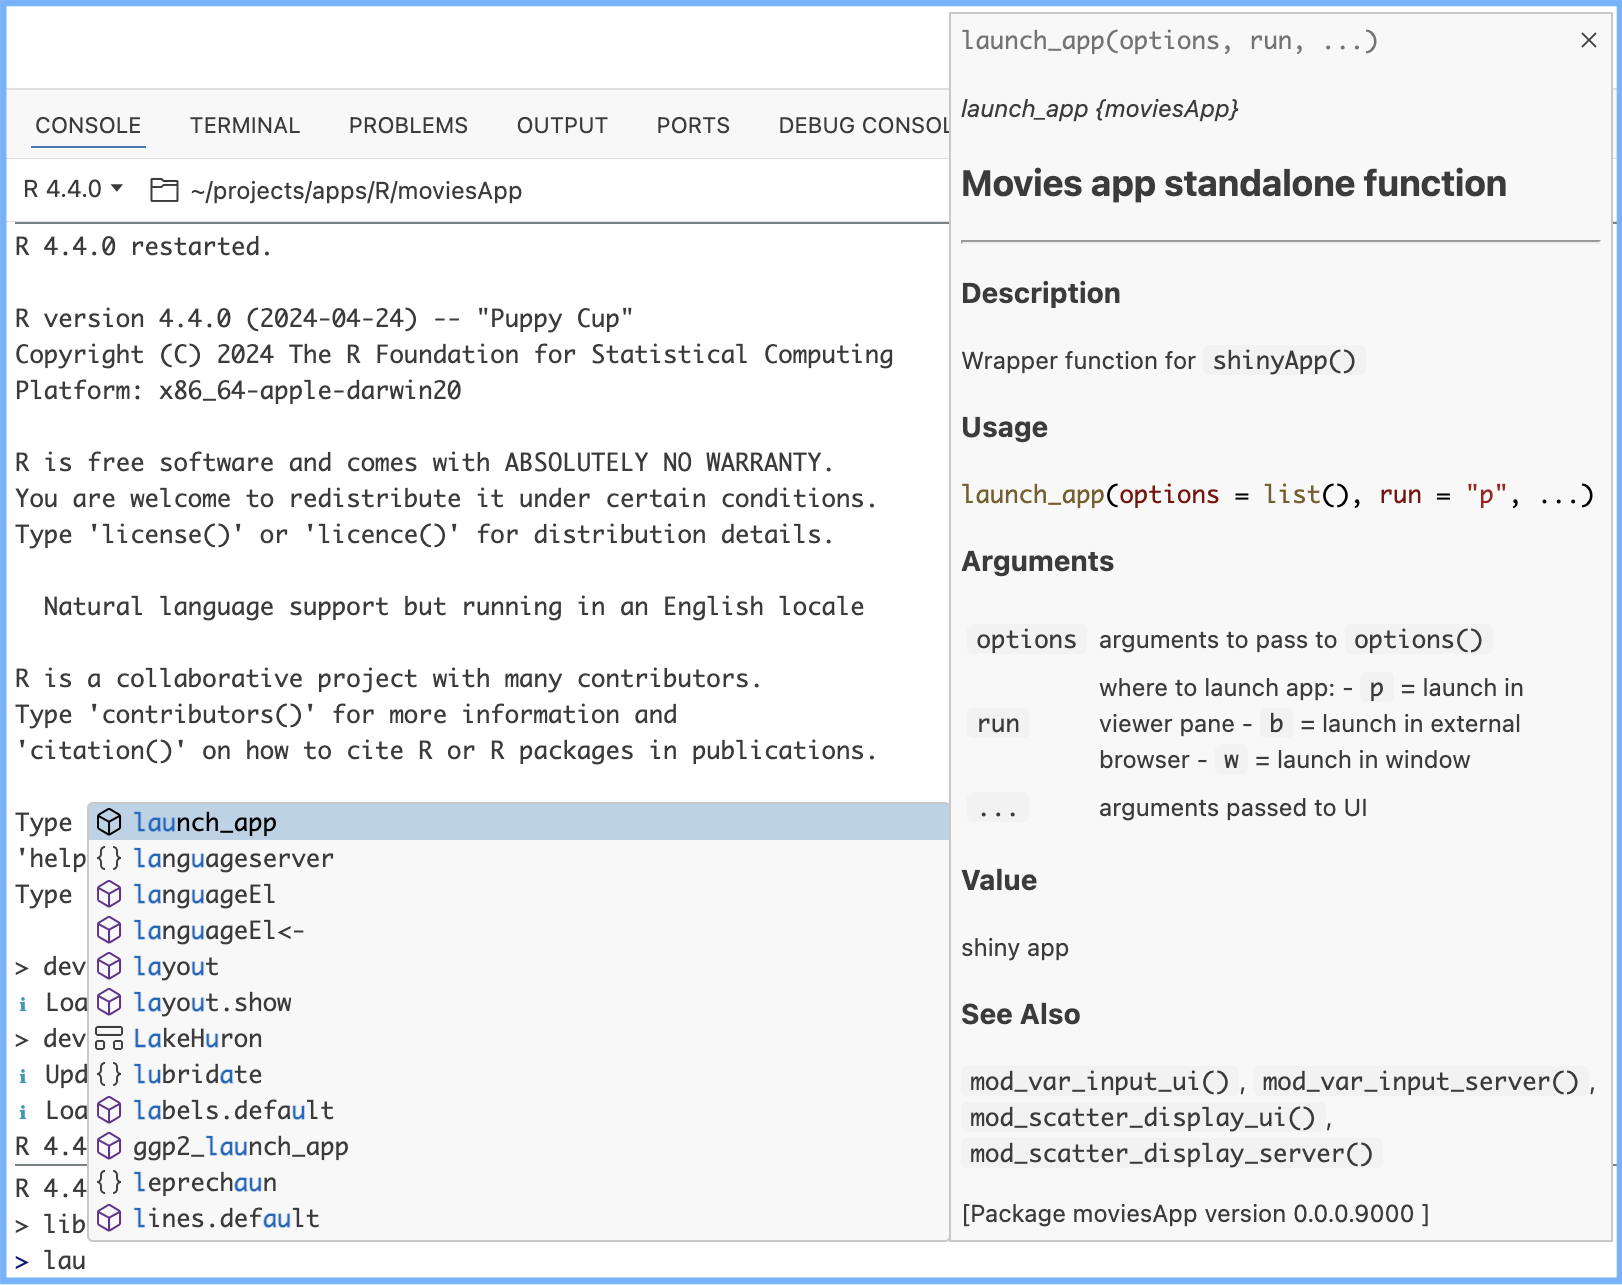 CONSOLE TERMINAL PROBLEMS OUTPUT PORTS DEBUG CONSOL
R 4.4.0 ~/projects/apps/R/moviesApp
R 4.4.0 restarted.
R version 4.4.0 (2024-04-24) -- "Puppy Cup"
Copyright (C) 2024 The R Foundation for Statistical Computing
Platform: x86_64-apple-darwin20
R is free software and comes with ABSOLUTELY NO WARRANTY.
You are welcome to redistribute it under certain conditions.
Type 'license()' or 'licence()' for distribution details.
Natural language support but running in an English locale
R is a collaborative project with many contributors.
Type 'contributors()' for more information and
'citation()' on how to cite R or R packages in publications.
Type
'help
Type
> dev
i Loa
> dev
i Upd
i Loa
R 4.4
R 4.4
> lib
> lau
launch_app
{} languageserver
languageEl
languageEl<-
layout
layout.show
LakeHuron
{} lubridate
labels.default
ggp2_launch_app
{} leprechaun
lines.default
launch_app(options, run, ...)
launch_app {moviesApp}
Movies app standalone function
Description
Wrapper function for shinyApp()
Usage
launch_app(options = list(), run = "p", ...)
Arguments
options arguments to pass to options()
where to launch app: - p = launch in
run viewer pane - b = launch in external
browser - w = launch in window
... arguments passed to UI
Value
shiny app
See Also
mod_var_input_ui(), mod_var_input_server(),
mod_scatter_display_ui(),
mod_scatter_display_server()
[Package moviesApp version 0.0.0.9000 ]